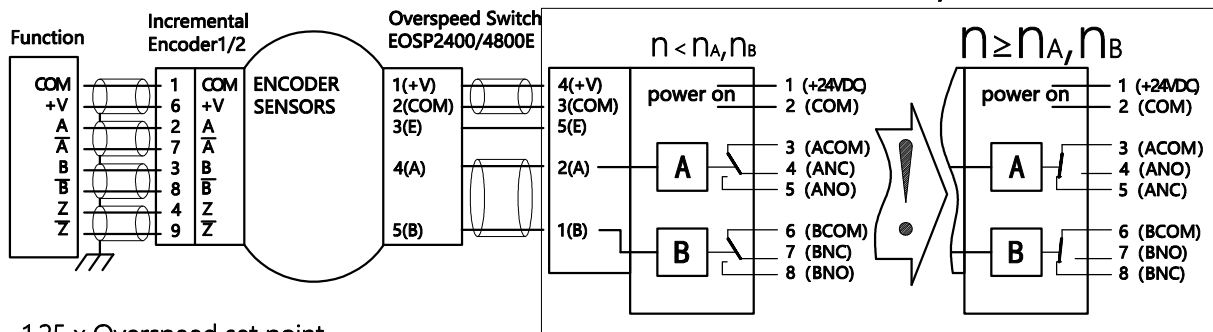 Function
COM
+V
A
A
B
B
Z
Z
Incremental
Encoder1/2
1 COM
6 +V
2 A
7 A
3 B
8 B
4 Z
9 Z
ENCODER
SENSORS
Overspeed Switch
EOSP2400/4800E
1(+V)
2(COM)
3(E)
4(A)
5(B)
4(+V)
3(COM)
5(E)
2(A)
1(B)
n < nA, nB
power on
A
B
1 (+24VDC)
2 (COM)
3 (ACOM)
4 (ANC)
5 (ANO)
6 (BCOM)
7 (BNC)
8 (BNO)
n ≥ nA, nB
power on
A
B
1 (+24VDC)
2 (COM)
3 (ACOM)
4 (ANO)
5 (ANC)
6 (BCOM)
7 (BNO)
8 (BNC)
1.25 x Overspeed set point